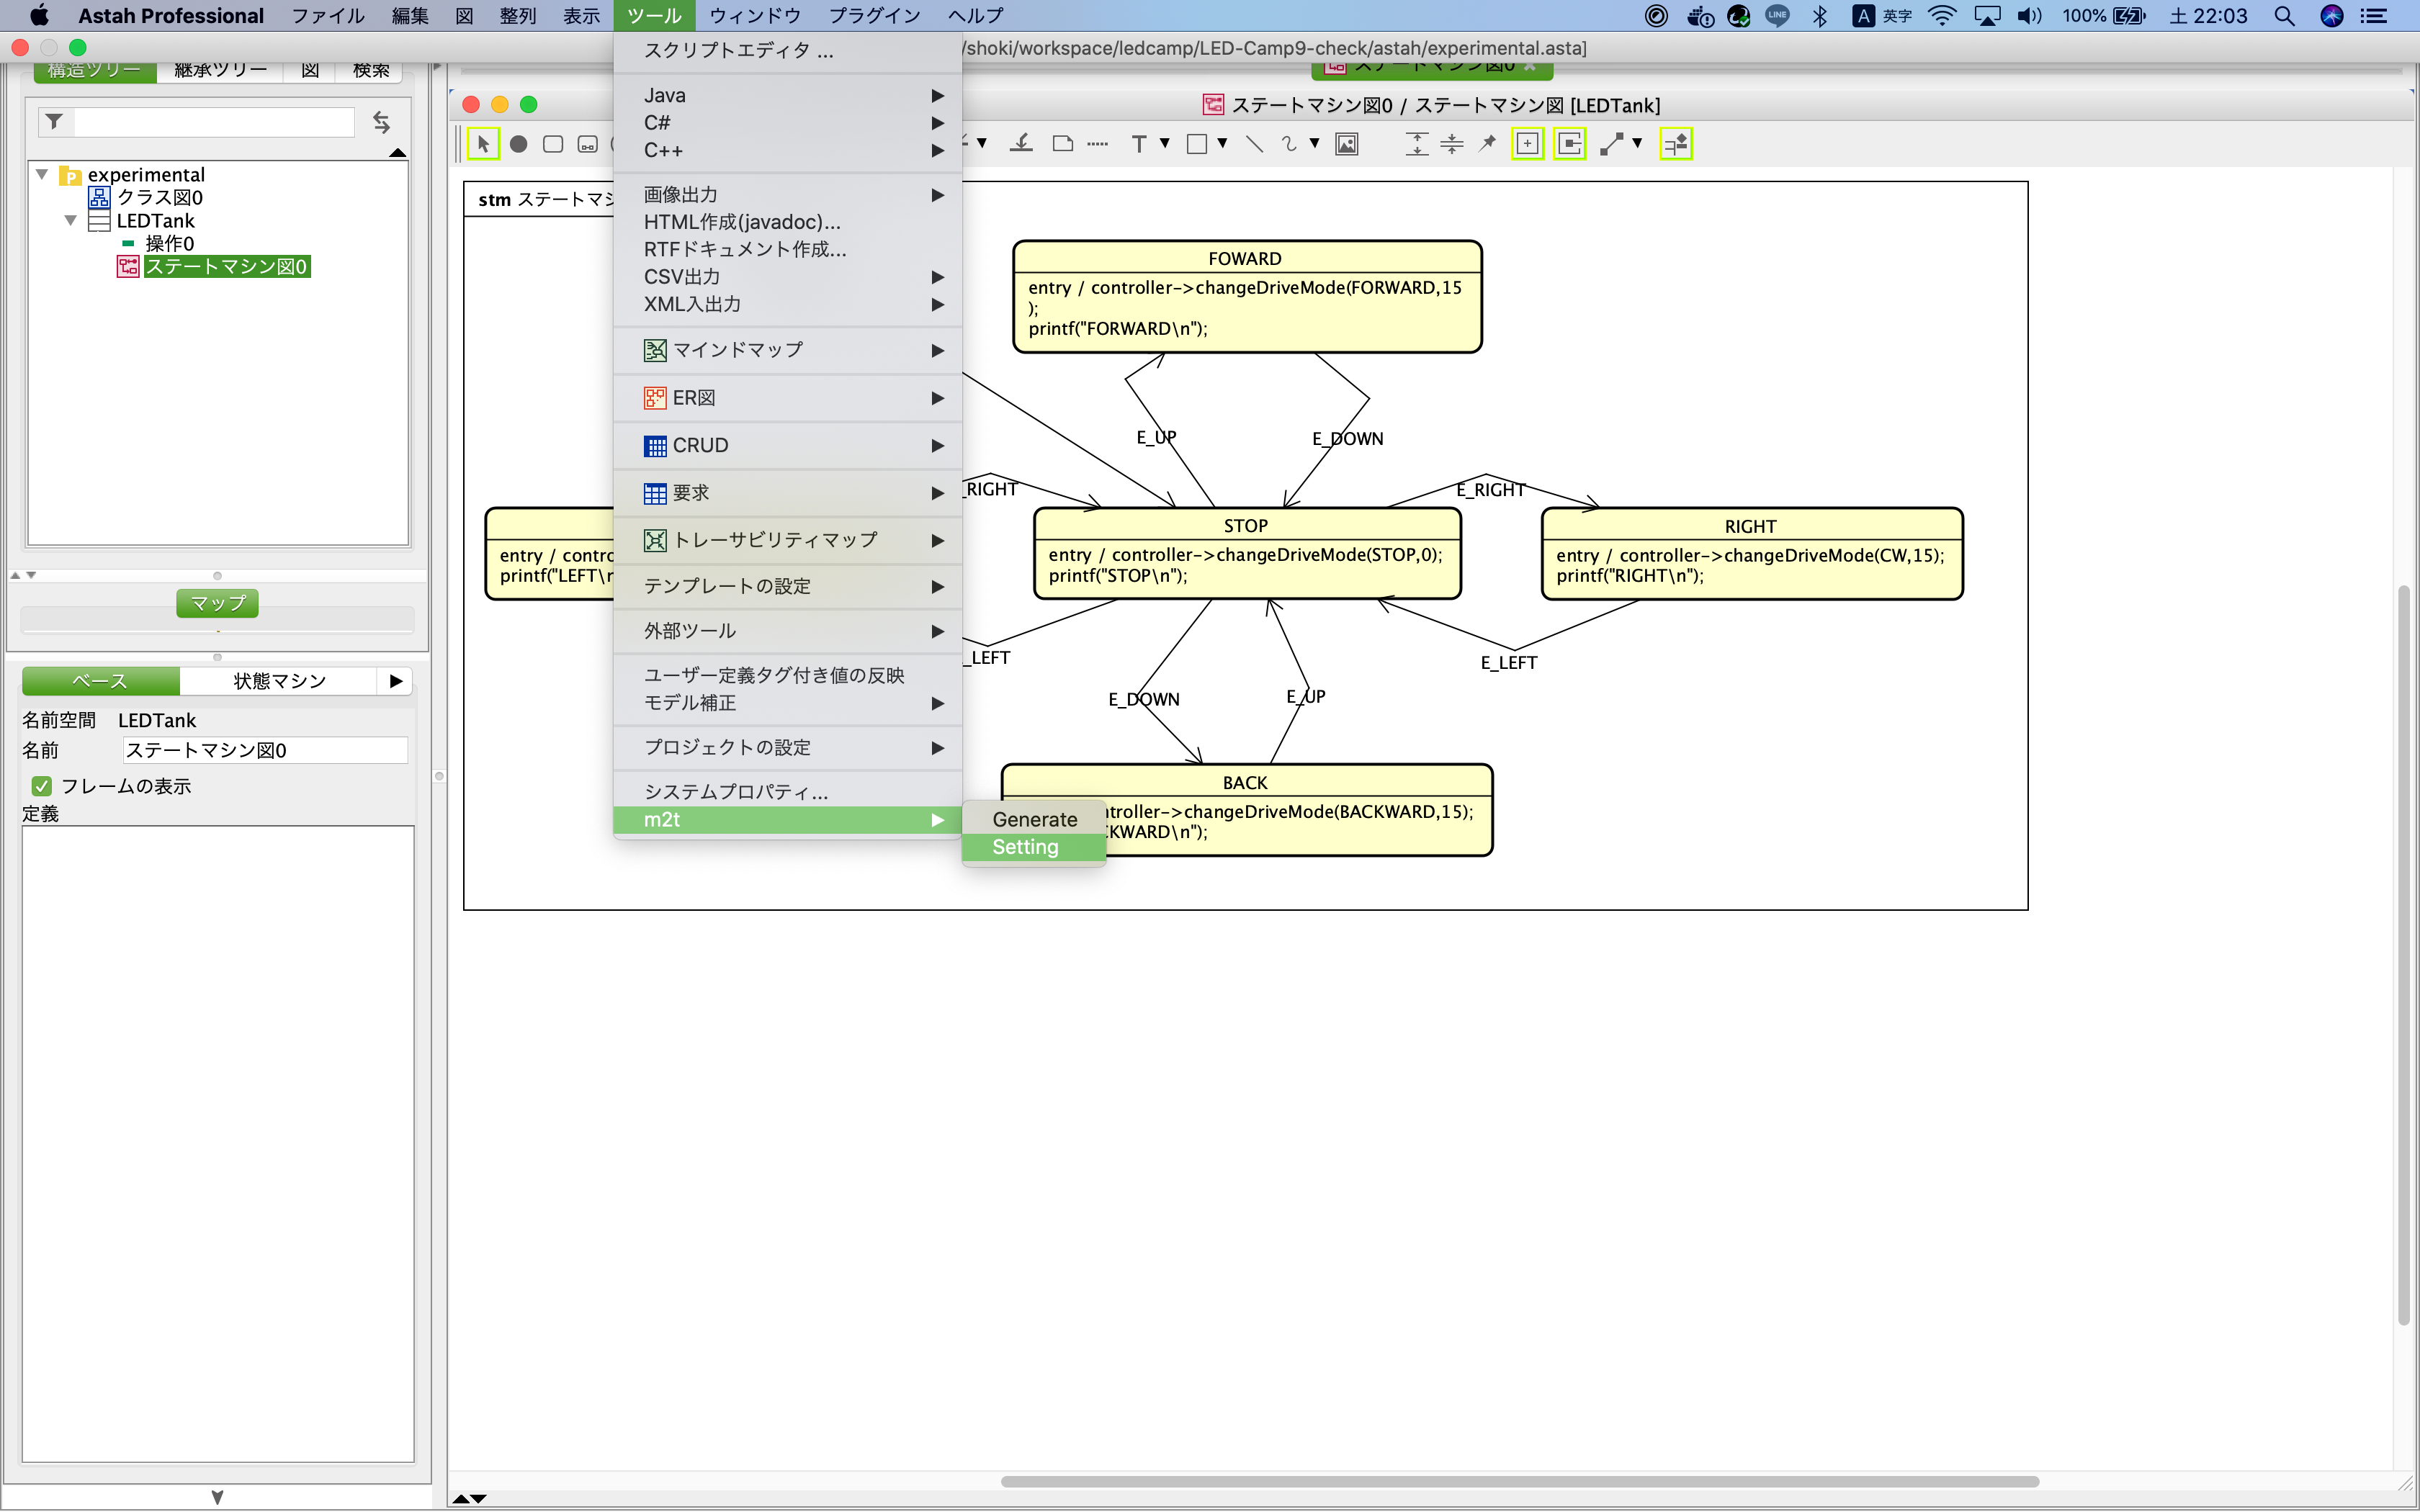 Astah Professional ファイル 編集 図 整列 表示 ツール ウィンドウ プラグイン ヘルプ
LINE A 英字 100% 土 22:03
/shoki/workspace/ledcamp/LED-Camp9-check/astah/experimental.asta]
構造ツリー 継承ツリー 図 検索
experimental
クラス図0
LEDTank
操作0
ステートマシン図0
マップ
ベース 状態マシン
名前空間 LEDTank
名前 ステートマシン図0
フレームの表示
定義
スクリプトエディタ ...
Java
C#
C++
画像出力
HTML作成(javadoc)...
RTFドキュメント作成...
CSV出力
XML入出力
マインドマップ
ER図
CRUD
要求
トレーサビリティマップ
テンプレートの設定
外部ツール
ユーザー定義タグ付き値の反映
モデル補正
プロジェクトの設定
システムプロパティ...
m2t
Generate
Setting
ステートマシン図0
ステートマシン図0 / ステートマシン図 [LEDTank]
T
stm ステートマシ
FOWARD
entry / controller->changeDriveMode(FORWARD,15
);
printf("FORWARD\n");
E_UP
E_DOWN
_RIGHT
E_RIGHT
entry / contro
printf("LEFT\r
STOP
entry / controller->changeDriveMode(STOP,0);
printf("STOP\n");
RIGHT
entry / controller->changeDriveMode(CW,15);
printf("RIGHT\n");
_LEFT
E_LEFT
E_DOWN
E_UP
BACK
ntroller->changeDriveMode(BACKWARD,15);
CKWARD\n");